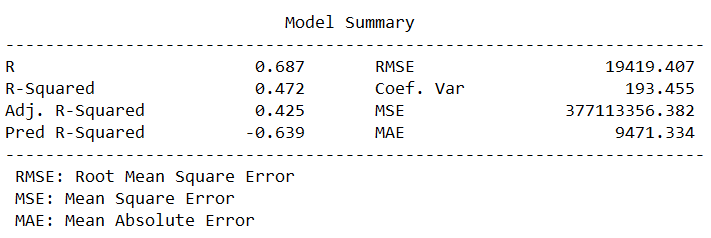 Model Summary
----------------------------------------------------------------------
R                        0.687       RMSE                   19419.407
R-Squared                0.472       Coef. Var                193.455
Adj. R-Squared           0.425       MSE                377113356.382
Pred R-Squared          -0.639       MAE                     9471.334
----------------------------------------------------------------------
RMSE: Root Mean Square Error
MSE: Mean Square Error
MAE: Mean Absolute Error